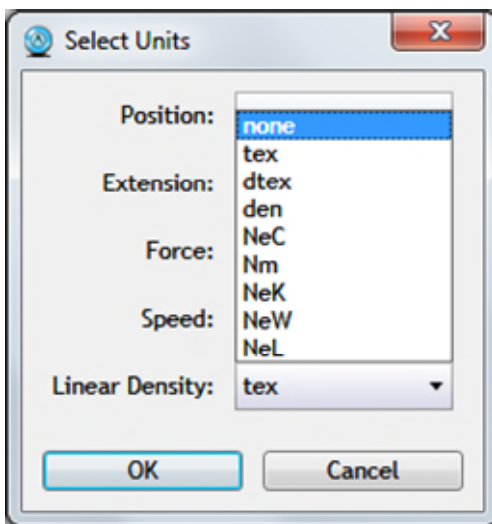 Select Units
Position:
none
tex
dtex
Extension:
den
NeC
Force:
Nm
NeK
Speed:
NeW
NeL
Linear Density:
tex
OK
Cancel